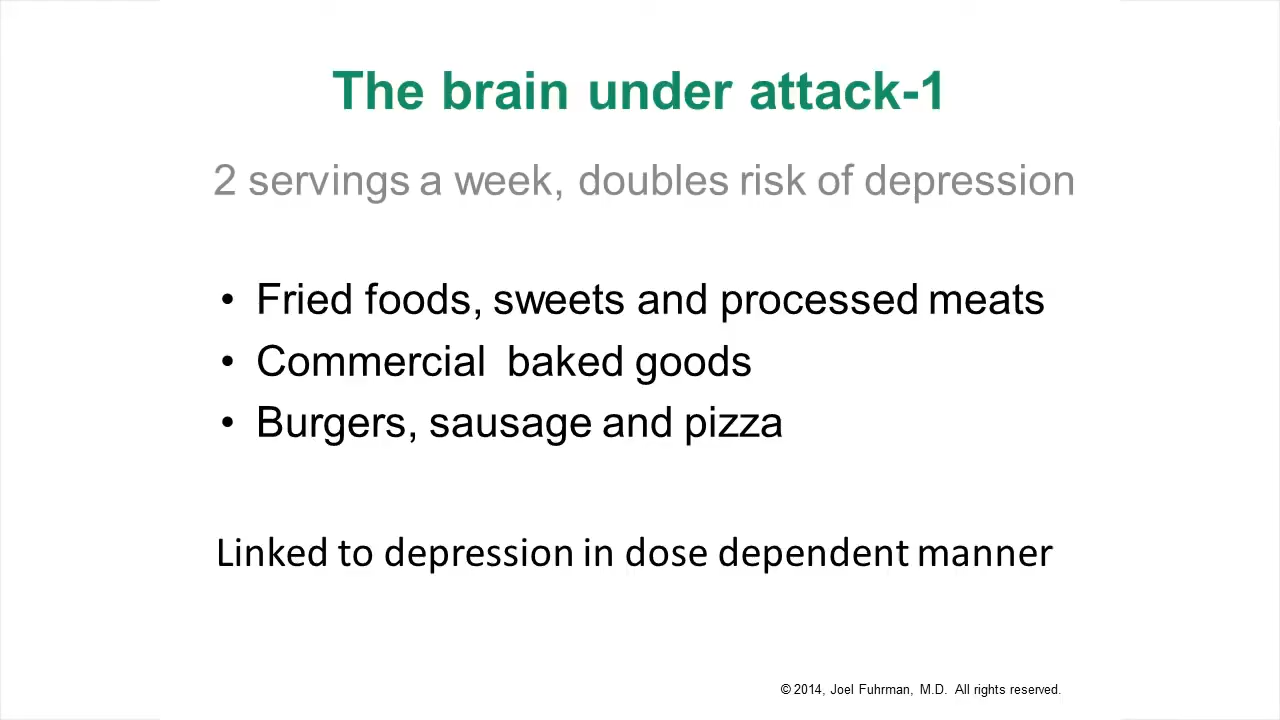 The brain under attack-1
2 servings a week, doubles risk of depression
• Fried foods, sweets and processed meats
• Commercial  baked goods
• Burgers, sausage and pizza
Linked to depression in dose dependent manner
© 2014, Joel Fuhrman, M.D.  All rights reserved.